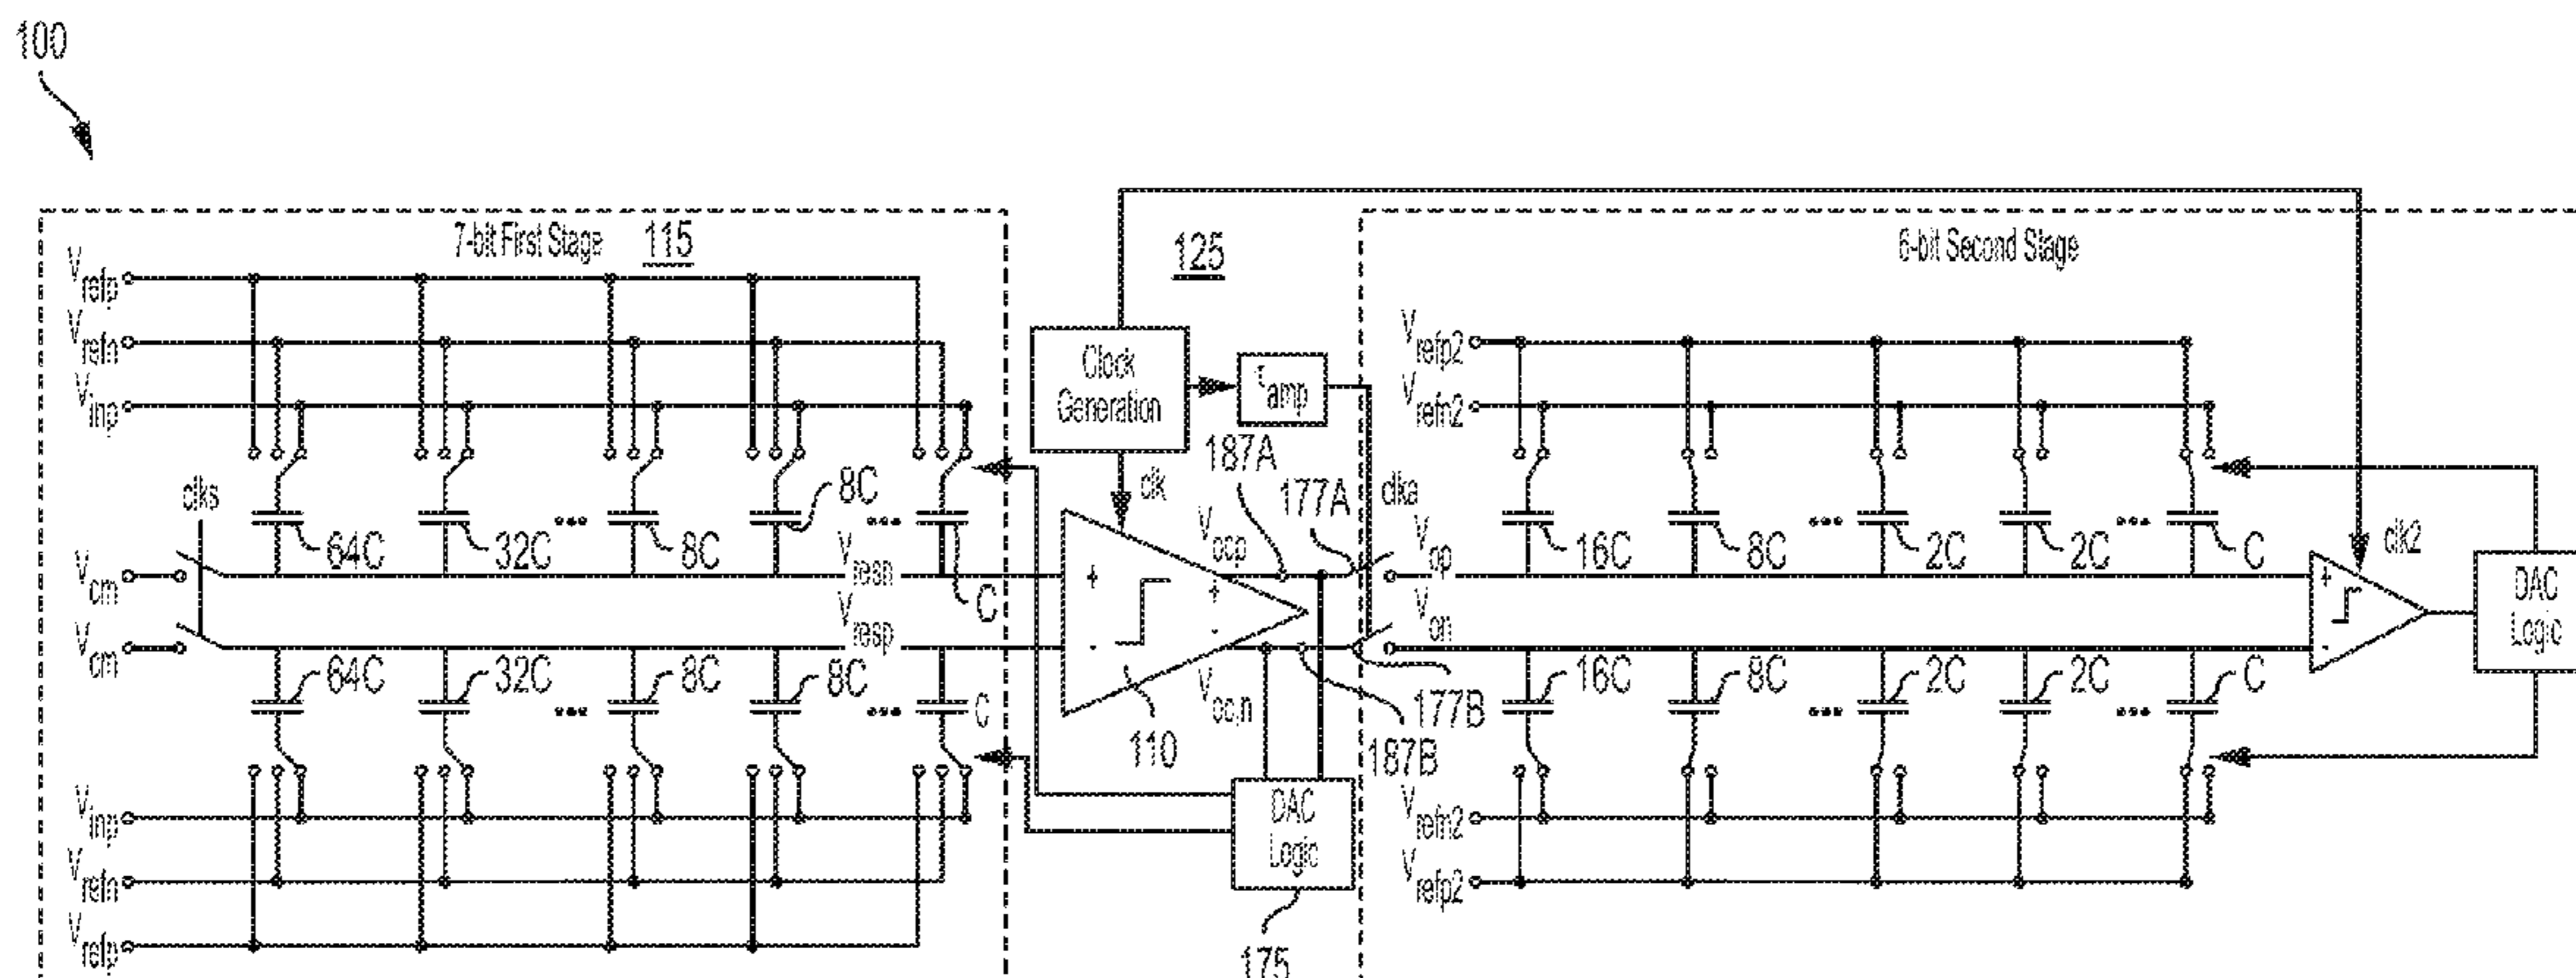 100
7-bit First Stage 115
125
6-bit Second Stage
Vrefp
Vrefn
Vinp
Clock Generation
τamp
Vrefp2
Vrefn2
clks
clk
187A
177A
clka
64C
32C
8C
8C
C
Vcm
Vcm
Vresn
Vresp
+
-
Vocp
+
-
Vocn
Vop
Von
16C
8C
2C
2C
C
+
-
clk2
DAC Logic
64C
32C
8C
8C
C
110
177B
187B
16C
8C
2C
2C
C
Vinp
Vrefn
Vrefp
DAC Logic
175
Vrefn2
Vrefp2